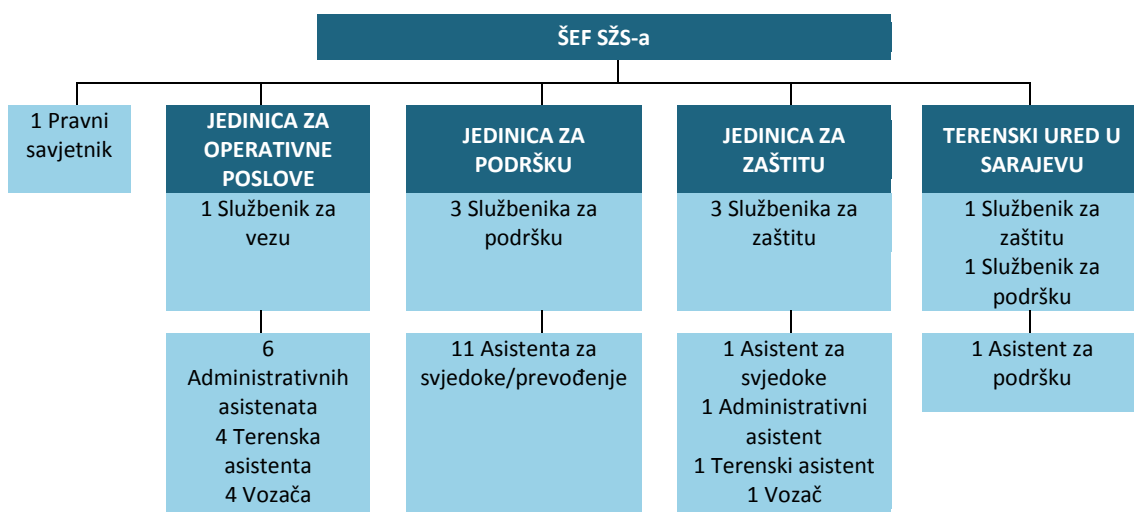 ŠEF SŽS-a
1 Pravni
savjetnik
JEDINICA ZA
OPERATIVNE
POSLOVE
1 Službenik za
vezu
6
Administrativnih
asistenata
4 Terenska
asistenta
4 Vozača
JEDINICA ZA
PODRŠKU
3 Službenika za
podršku
11 Asistenta za
svjedoke/prevođenje
JEDINICA ZA
ZAŠTITU
3 Službenika za
zaštitu
1 Asistent za
svjedoke
1 Administrativni
asistent
1 Terenski asistent
1 Vozač
TERENSKI URED U
SARAJEVU
1 Službenik za
zaštitu
1 Službenik za
podršku
1 Asistent za
podršku